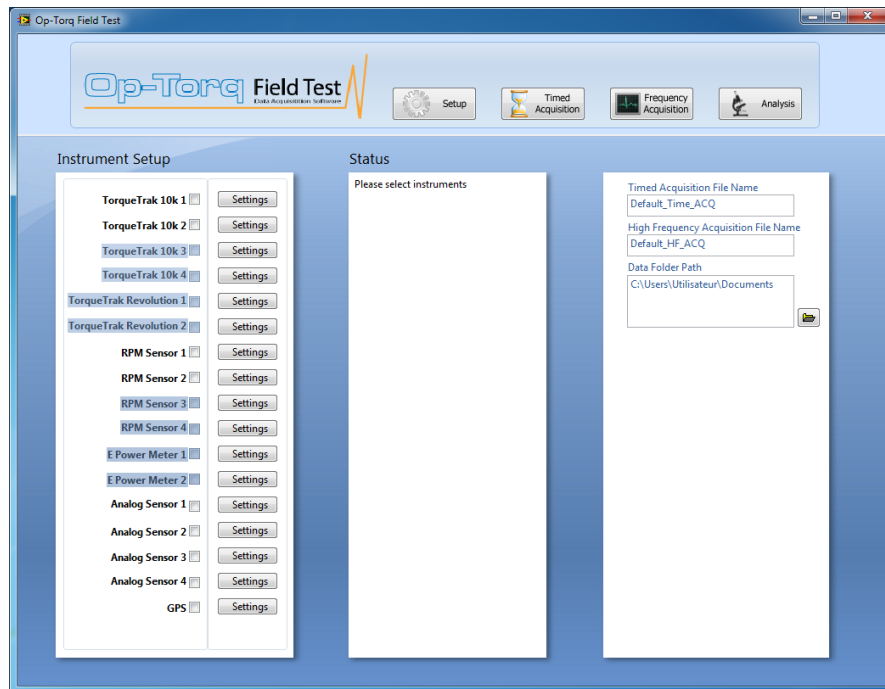 Op-Torq Field Test
Op-Torq Field Test
Data Acquisition Software
Setup
Timed
Acquisition
Frequency
Acquisition
Analysis
Instrument Setup
TorqueTrak 10k 1 Settings
TorqueTrak 10k 2 Settings
TorqueTrak 10k 3 Settings
TorqueTrak 10k 4 Settings
TorqueTrak Revolution 1 Settings
TorqueTrak Revolution 2 Settings
RPM Sensor 1 Settings
RPM Sensor 2 Settings
RPM Sensor 3 Settings
RPM Sensor 4 Settings
E Power Meter 1 Settings
E Power Meter 2 Settings
Analog Sensor 1 Settings
Analog Sensor 2 Settings
Analog Sensor 3 Settings
Analog Sensor 4 Settings
GPS Settings
Status
Please select instruments
Timed Acquisition File Name
Default_Time_ACQ
High Frequency Acquisition File Name
Default_HF_ACQ
Data Folder Path
C:\Users\Utilisateur\Documents